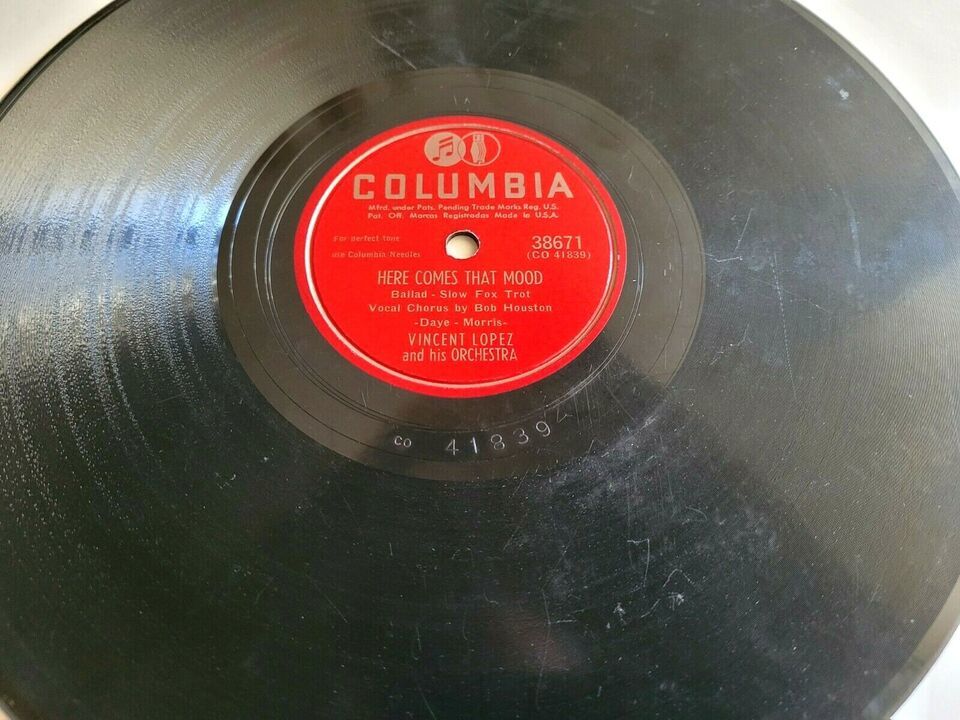 COLUMBIA
Mfrd. under Pats. Pending Trade Marks Reg. U.S.
Pat. Off. Marcas Registradas Made in U.S.A.
For perfect tone
use Columbia Needles
38671
(CO 41839)
HERE COMES THAT MOOD
Ballad - Slow Fox Trot
Vocal Chorus by Bob Houston
-Daye - Morris-
VINCENT LOPEZ
and his ORCHESTRA
CO 41839